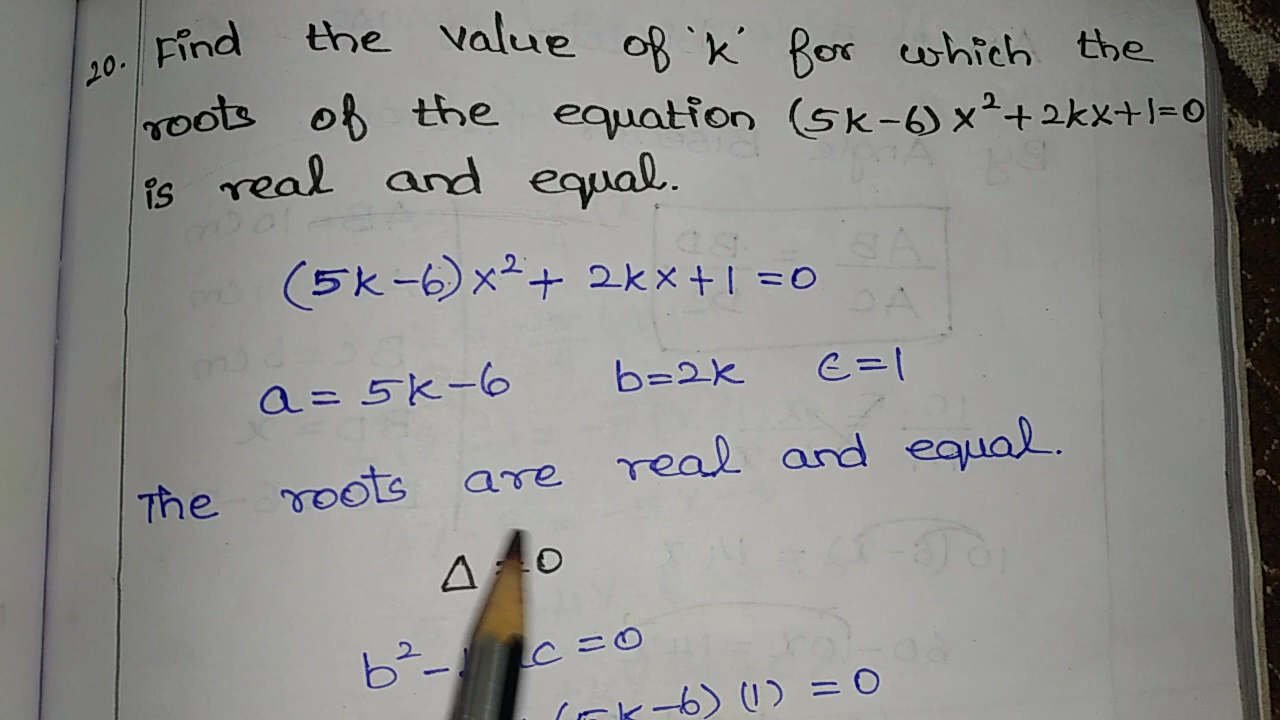 20. Find the value of 'k' for which the
roots of the equation (5k-6)x²+2kx+1=0
is real and equal.
(5k-6)x²+ 2kx+1 =0
a= 5k-6 b=2k c=1
The roots are real and equal.
Δ =0
b²- c =0
(5k-6) (1) =0